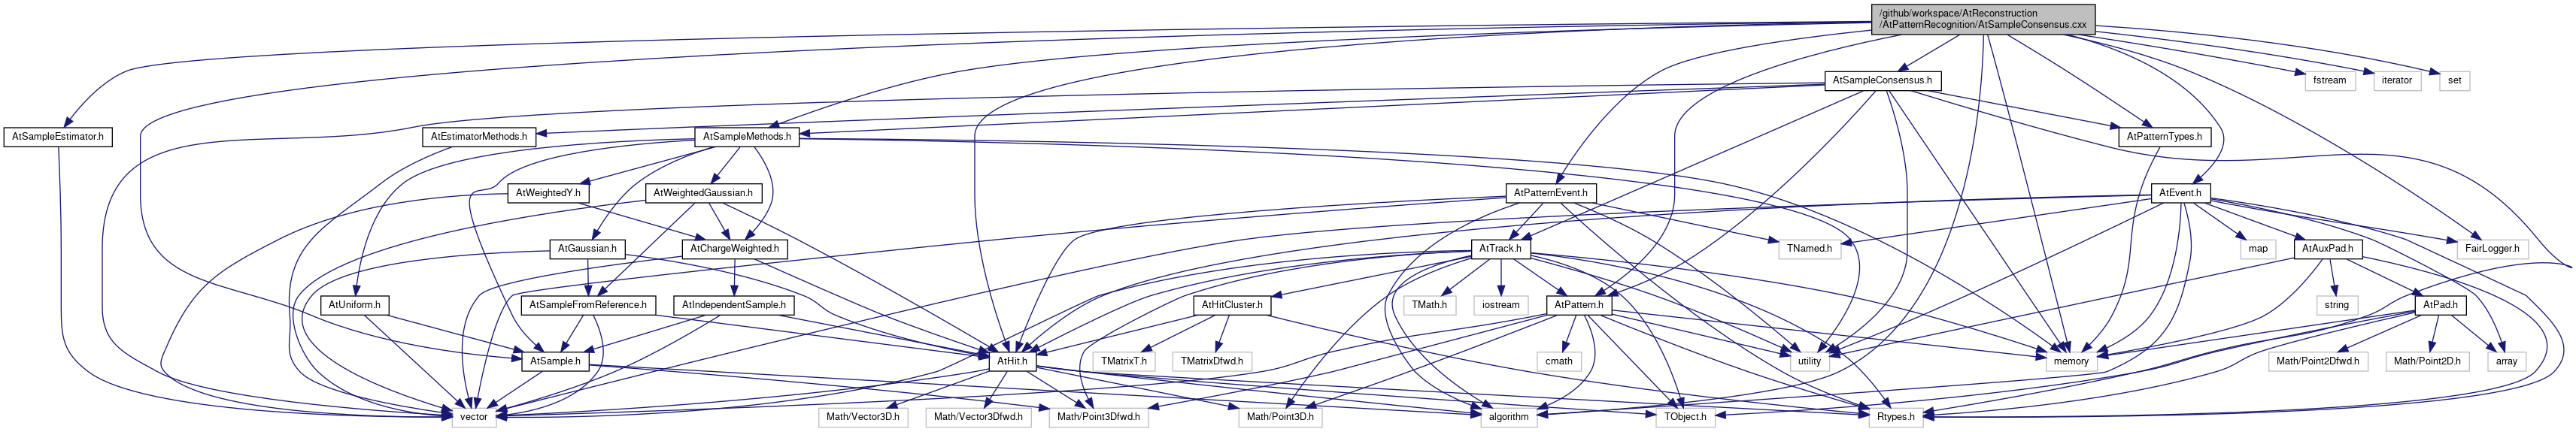 /github/workspace/AtReconstruction
/AtPatternRecognition/AtSampleConsensus.cxx
AtSampleConsensus.h
fstream
iterator
set
AtSampleEstimator.h
AtEstimatorMethods.h
AtSampleMethods.h
AtPatternTypes.h
AtWeightedY.h
AtWeightedGaussian.h
AtPatternEvent.h
AtEvent.h
AtGaussian.h
AtChargeWeighted.h
AtTrack.h
TNamed.h
map
AtAuxPad.h
FairLogger.h
AtUniform.h
AtSampleFromReference.h
AtIndependentSample.h
AtHitCluster.h
TMath.h
iostream
AtPattern.h
string
AtPad.h
AtSample.h
AtHit.h
TMatrixT.h
TMatrixDfwd.h
cmath
utility
memory
Math/Point2Dfwd.h
Math/Point2D.h
array
vector
Math/Vector3D.h
Math/Vector3Dfwd.h
Math/Point3Dfwd.h
Math/Point3D.h
algorithm
TObject.h
Rtypes.h